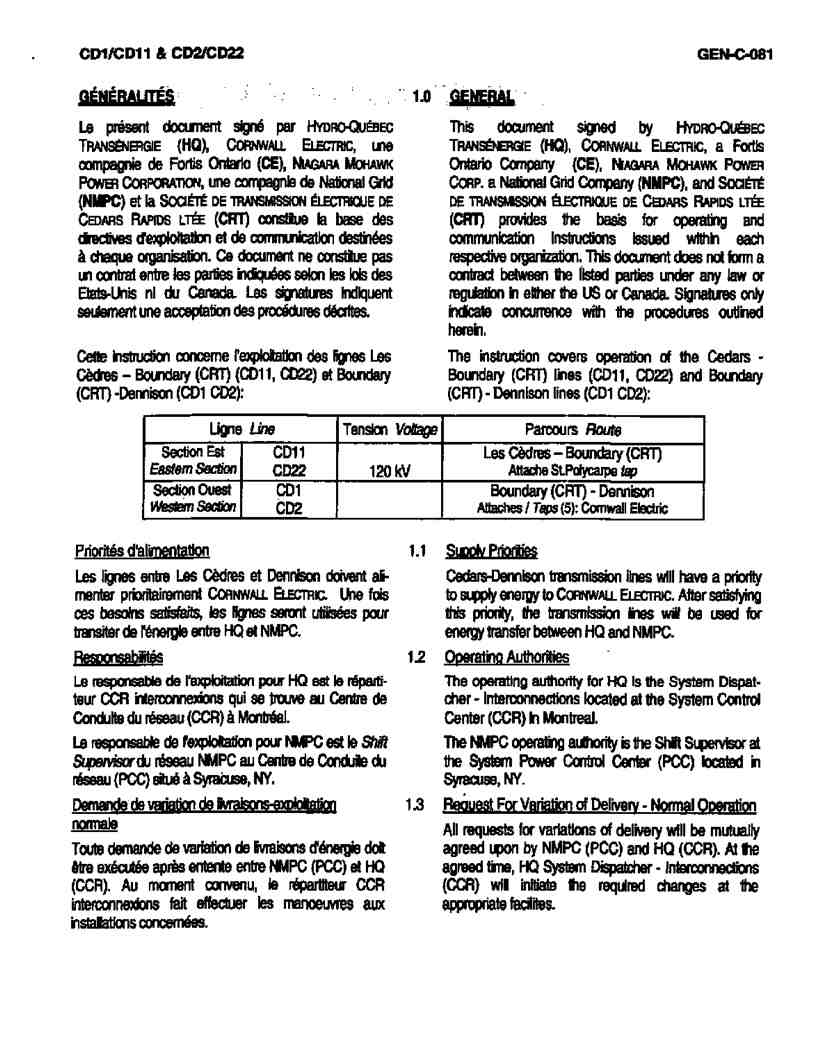 CD1/CD11 & CD2/CD22
GEN-C-081
GÉNÉRALITÉS
Le présent document signé par HYDRO-QUÉBEC
TRANSÉNERGIE (HQ), CORNWALL ELECTRIC, une
compagnie de Fortis Ontario (CE), NIAGARA MOHAWK
POWER CORPORATION, une compagnie de National Grid
(NMPC) et la SOCIÉTÉ DE TRANSMISSION ÉLECTRIQUE DE
CEDARS RAPIDS LTÉE (CRT) constitue la base des
directives d'exploitation et de communication destinées
à chaque organisation. Ce document ne constitue pas
un contrat entre les parties indiquées selon les lois des
Etats-Unis ni du Canada. Les signatures indiquent
seulement une acceptation des procédures décrites.
Cette instruction concerne l'exploitation des lignes Les
Cèdres – Boundary (CRT) (CD11, CD22) et Boundary
(CRT) -Dennison (CD1 CD2):
1.0 GENERAL
This document signed by HYDRO-QUÉBEC
TRANSÉNERGIE (HQ), CORNWALL ELECTRIC, a Fortis
Ontario Company (CE), NIAGARA MOHAWK POWER
CORP. a National Grid Company (NMPC), and SOCIÉTÉ
DE TRANSMISSION ÉLECTRIQUE DE CEDARS RAPIDS LTÉE
(CRT) provides the basis for operating and
communication instructions issued within each
respective organization. This document does not form a
contract between the listed parties under any law or
regulation in either the US or Canada. Signatures only
indicate concurrence with the procedures outlined
herein.
The instruction covers operation of the Cedars -
Boundary (CRT) lines (CD11, CD22) and Boundary
(CRT) - Dennison lines (CD1 CD2):
Ligne Line Tension Voltage Parcours Route
Section Est CD11 Les Cèdres – Boundary (CRT)
Eastern Section CD22 120 kV Attache St.Polycarpe tap
Section Ouest CD1 Boundary (CRT) - Dennison
Western Section CD2 Attaches / Taps (5): Cornwall Electric
Priorités d'alimentation
Les lignes entre Les Cèdres et Dennison doivent ali-
menter prioritairement CORNWALL ELECTRIC. Une fois
ces besoins satisfaits, les lignes seront utilisées pour
transiter de l'énergie entre HQ et NMPC.
1.1 Supply Priorities
Cedars-Dennison transmission lines will have a priority
to supply energy to CORNWALL ELECTRIC. After satisfying
this priority, the transmission lines will be used for
energy transfer between HQ and NMPC.
Responsabilités
Le responsable de l'exploitation pour HQ est le réparti-
teur CCR interconnexions qui se trouve au Centre de
Conduite du réseau (CCR) à Montréal.
Le responsable de l'exploitation pour NMPC est le Shift
Supervisor du réseau NMPC au Centre de Conduite du
réseau (PCC) situé à Syracuse, NY.
1.2 Operating Authorities
The operating authority for HQ is the System Dispat-
cher - Interconnections located at the System Control
Center (CCR) in Montreal.
The NMPC operating authority is the Shift Supervisor at
the System Power Control Center (PCC) located in
Syracuse, NY.
Demande de variation de livraisons-exploitation
normale
Toute demande de variation de livraisons d'énergie doit
être exécutée après entente entre NMPC (PCC) et HQ
(CCR). Au moment convenu, le répartiteur CCR
interconnexions fait effectuer les manoeuvres aux
installations concernées.
1.3 Request For Variation of Delivery - Normal Operation
All requests for variations of delivery will be mutually
agreed upon by NMPC (PCC) and HQ (CCR). At the
agreed time, HQ System Dispatcher - Interconnections
(CCR) will initiate the required changes at the
appropriate facilites.